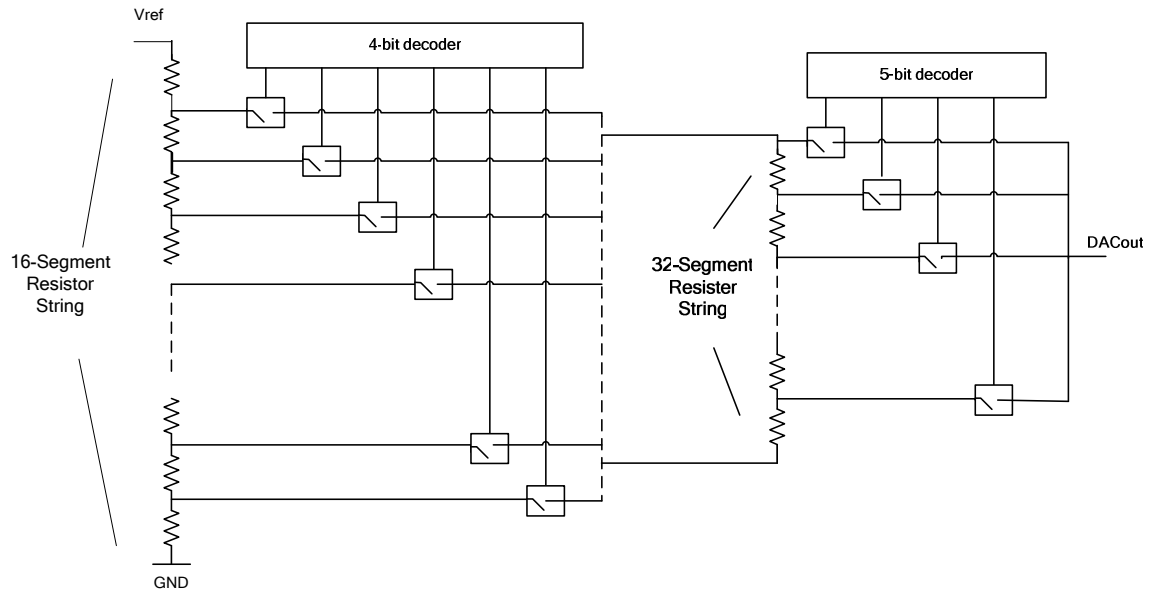 Vref
4-bit decoder
5-bit decoder
16-Segment
Resistor
String
32-Segment
Resister
String
DACout
GND